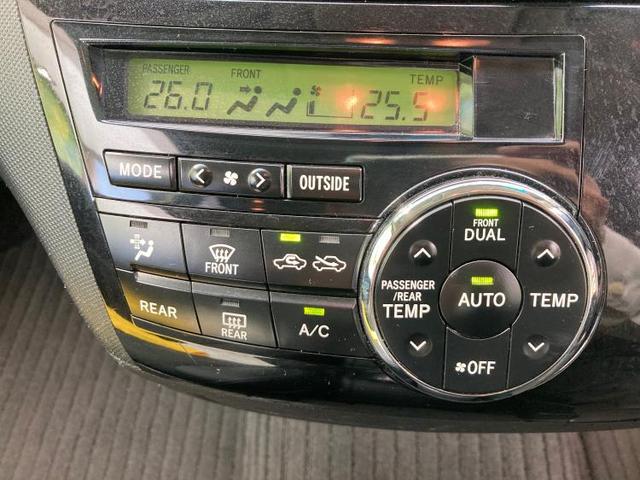 PASSENGER FRONT TEMP
26.0 25.5
MODE
OUTSIDE
FRONT
DUAL
FRONT
PASSENGER
/REAR
TEMP
AUTO
TEMP
REAR
REAR
A/C
OFF